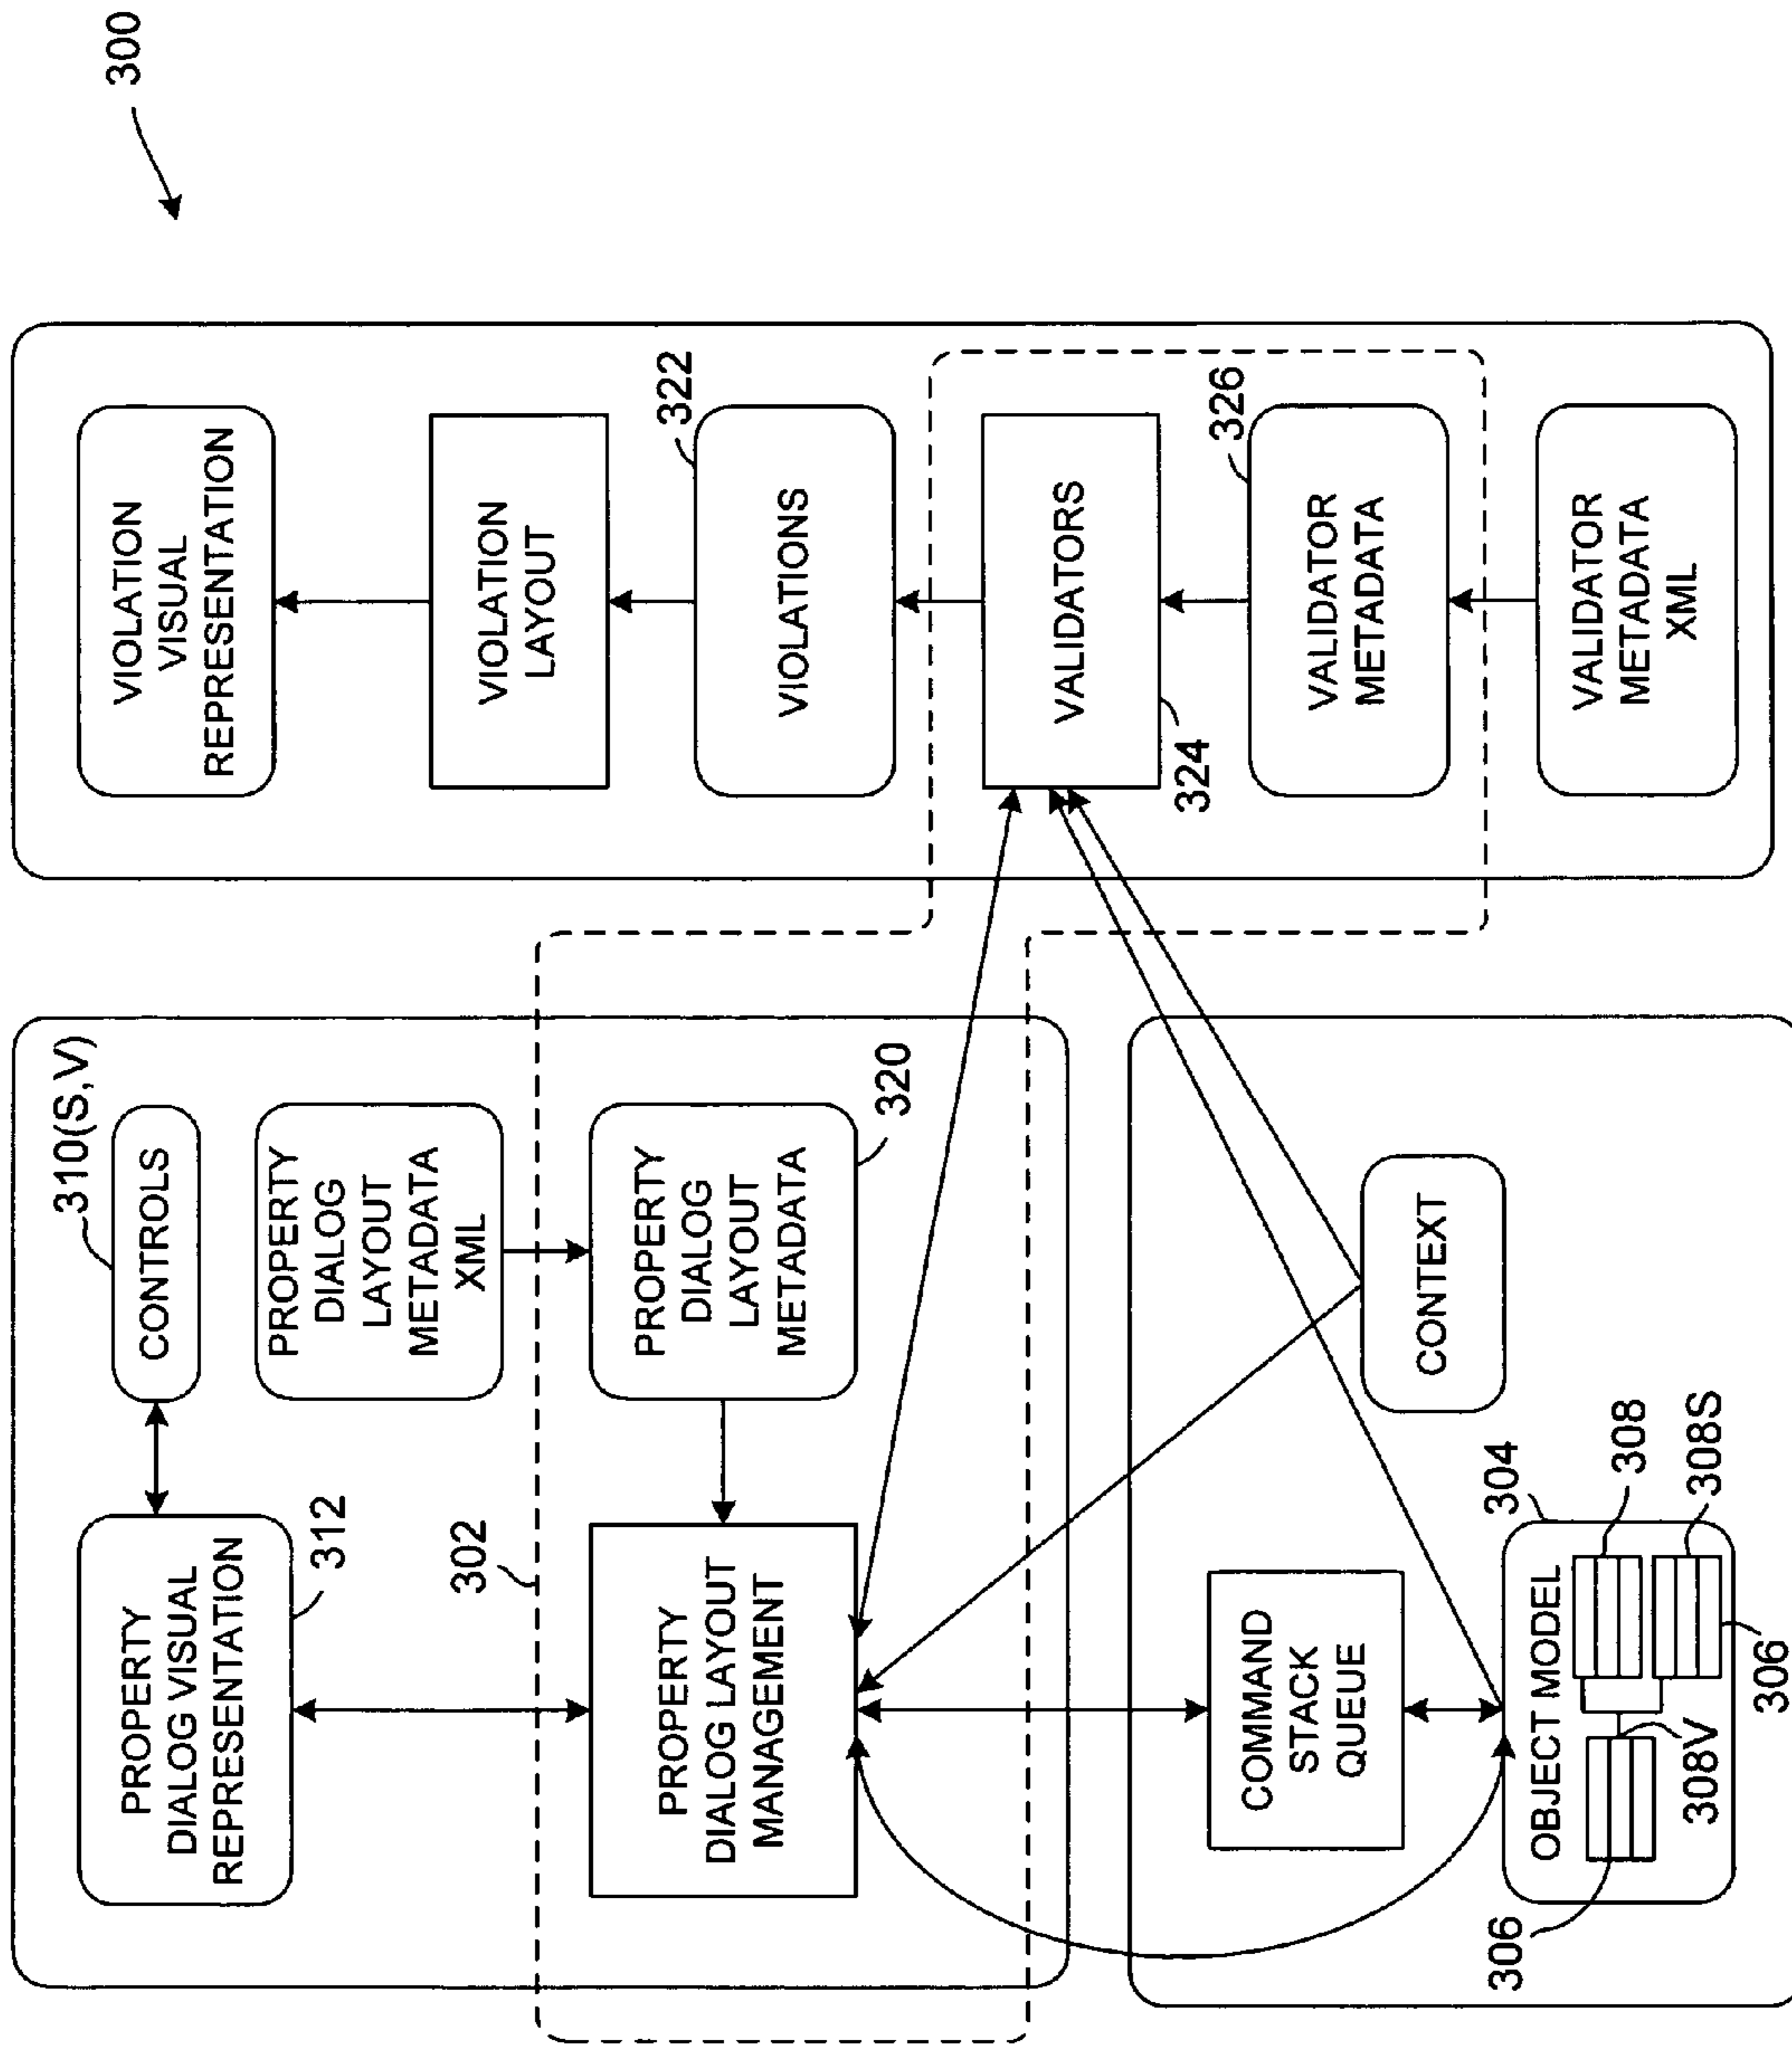 300
PROPERTY
DIALOG VISUAL
REPRESENTATION
312
310(S,V)
CONTROLS
PROPERTY
DIALOG
LAYOUT
METADATA
XML
302
PROPERTY
DIALOG LAYOUT
MANAGEMENT
PROPERTY
DIALOG
LAYOUT
METADATA
320
COMMAND
STACK
QUEUE
CONTEXT
304
OBJECT MODEL
308
308S
306
308V
306
VIOLATION
VISUAL
REPRESENTATION
VIOLATION
LAYOUT
322
VIOLATIONS
VALIDATORS
324
326
VALIDATOR
METADATA
VALIDATOR
METADATA
XML